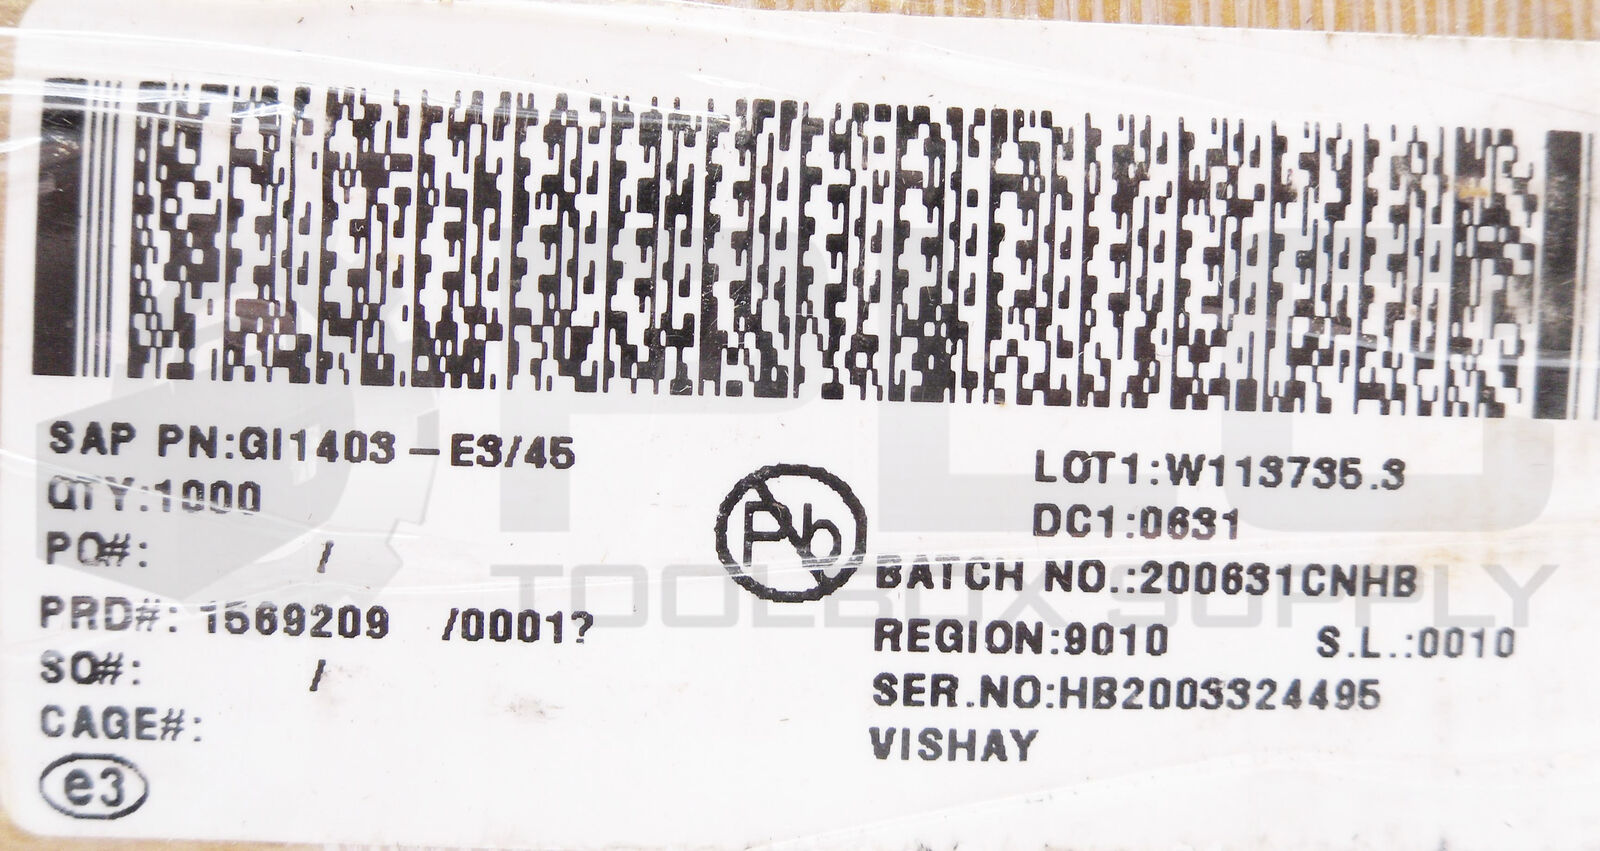 SAP PN:GI1403-E3/45
QTY:1000
PO#: /
PRD#: 1569209 /0001?
SO#: /
CAGE#:
e3
Pb
LOT1:W113735.3
DC1:0631
BATCH NO.:200631CNHB
REGION:9010 S.L.:0010
SER.NO:HB2003324495
VISHAY
PLC
TOOLBOX SUPPLY